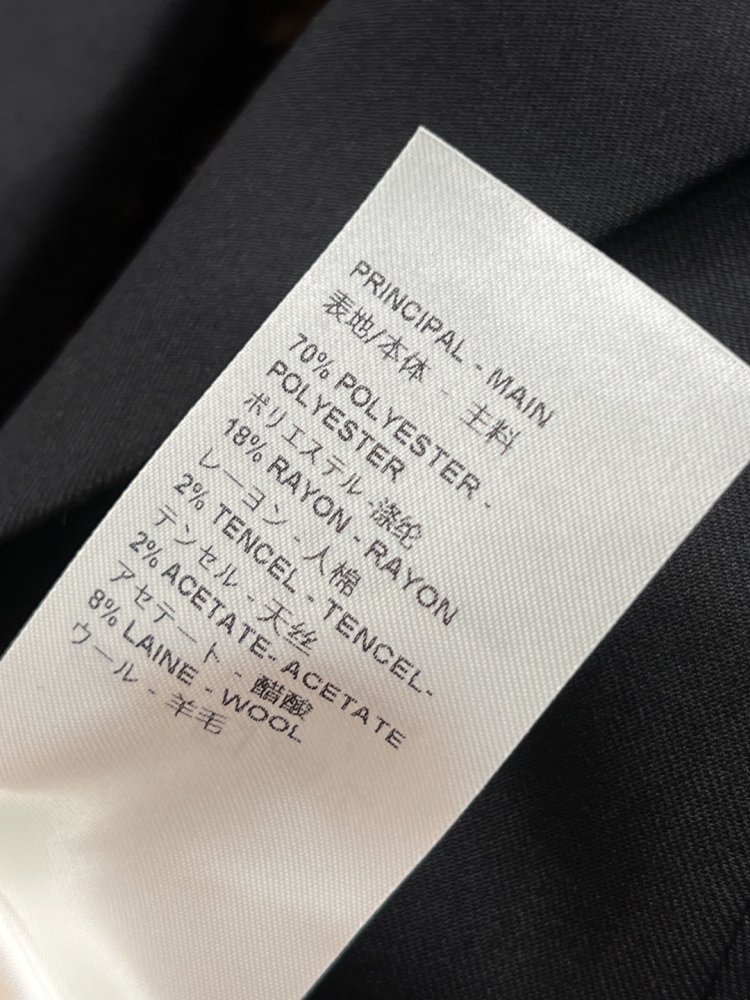 PRINCIPAL - MAIN
表地/本体 - 主料
70% POLYESTER -
POLYESTER
ポリエステル -涤纶
18% RAYON - RAYON
レーヨン - 人棉
2% TENCEL - TENCEL-
テンセル - 天丝
2% ACETATE- ACETATE
アセテート - 醋酸
8% LAINE - WOOL
ウール - 羊毛